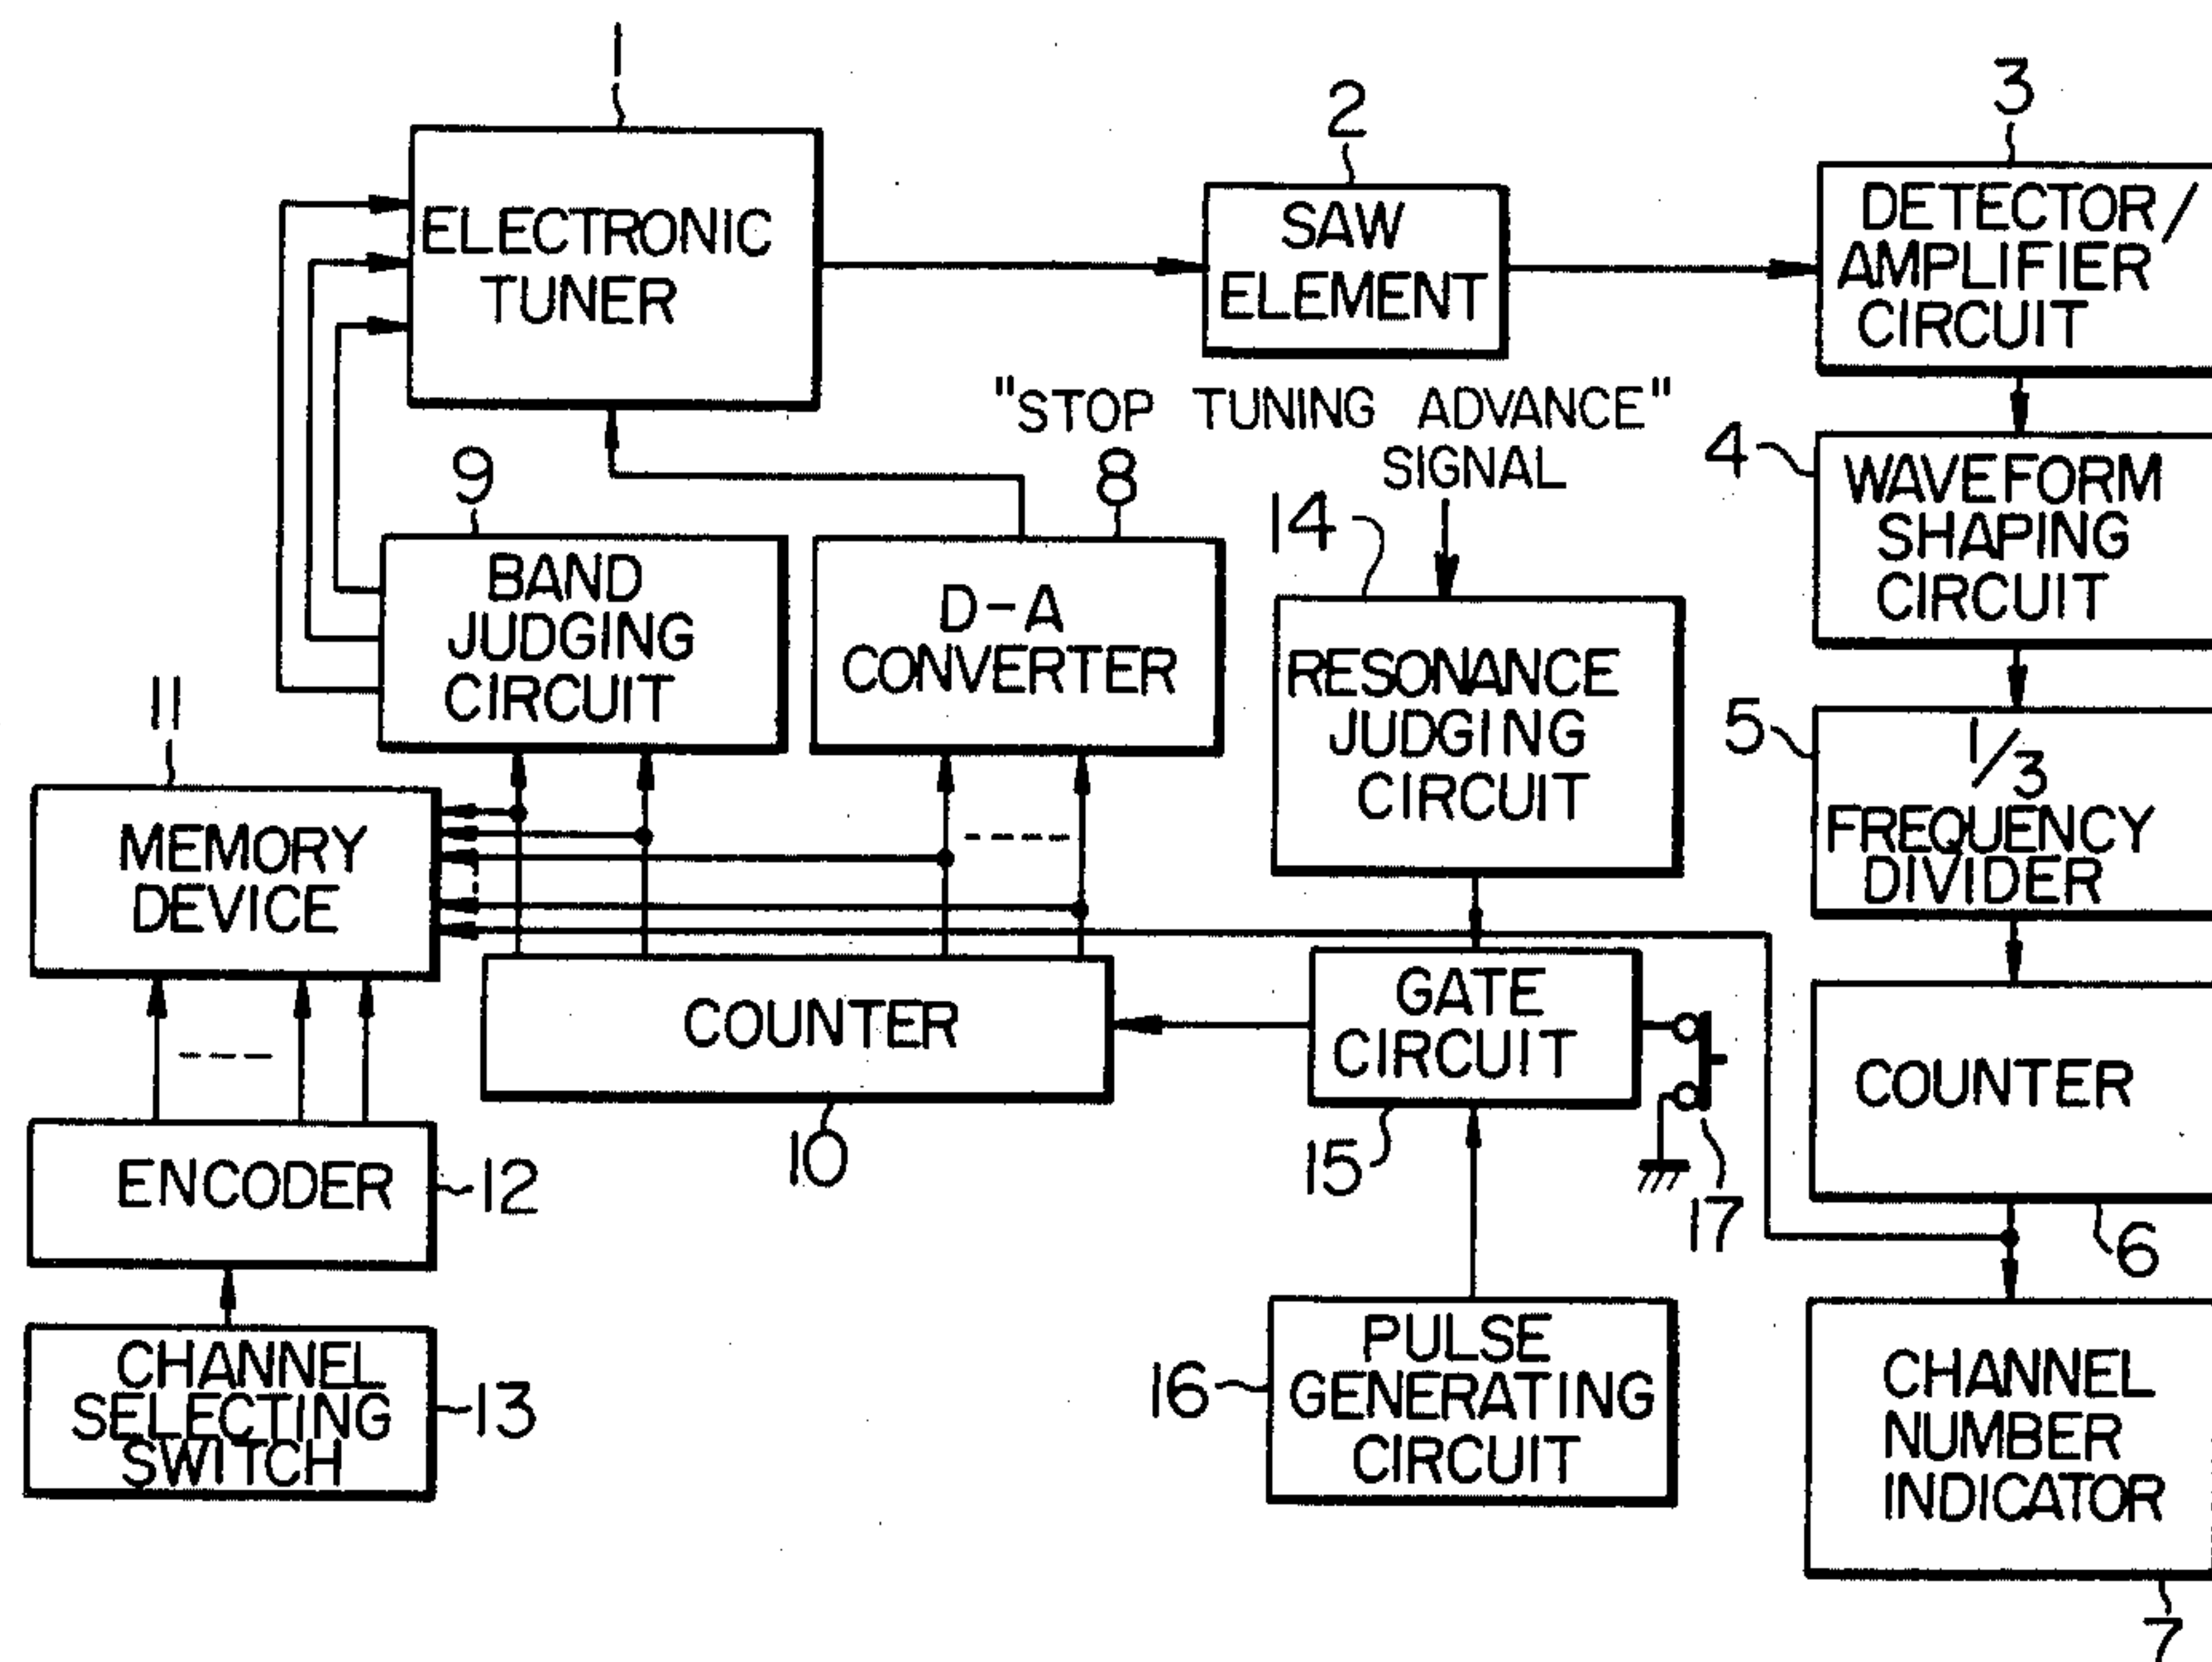 1
ELECTRONIC
TUNER
2
SAW
ELEMENT
3
DETECTOR/
AMPLIFIER
CIRCUIT
"STOP TUNING ADVANCE"
SIGNAL
4
WAVEFORM
SHAPING
CIRCUIT
9
BAND
JUDGING
CIRCUIT
8
D-A
CONVERTER
14
RESONANCE
JUDGING
CIRCUIT
5
1/3
FREQUENCY
DIVIDER
11
MEMORY
DEVICE
COUNTER
10
GATE
CIRCUIT
15
17
COUNTER
6
ENCODER
12
CHANNEL
SELECTING
SWITCH
13
16
PULSE
GENERATING
CIRCUIT
CHANNEL
NUMBER
INDICATOR
7